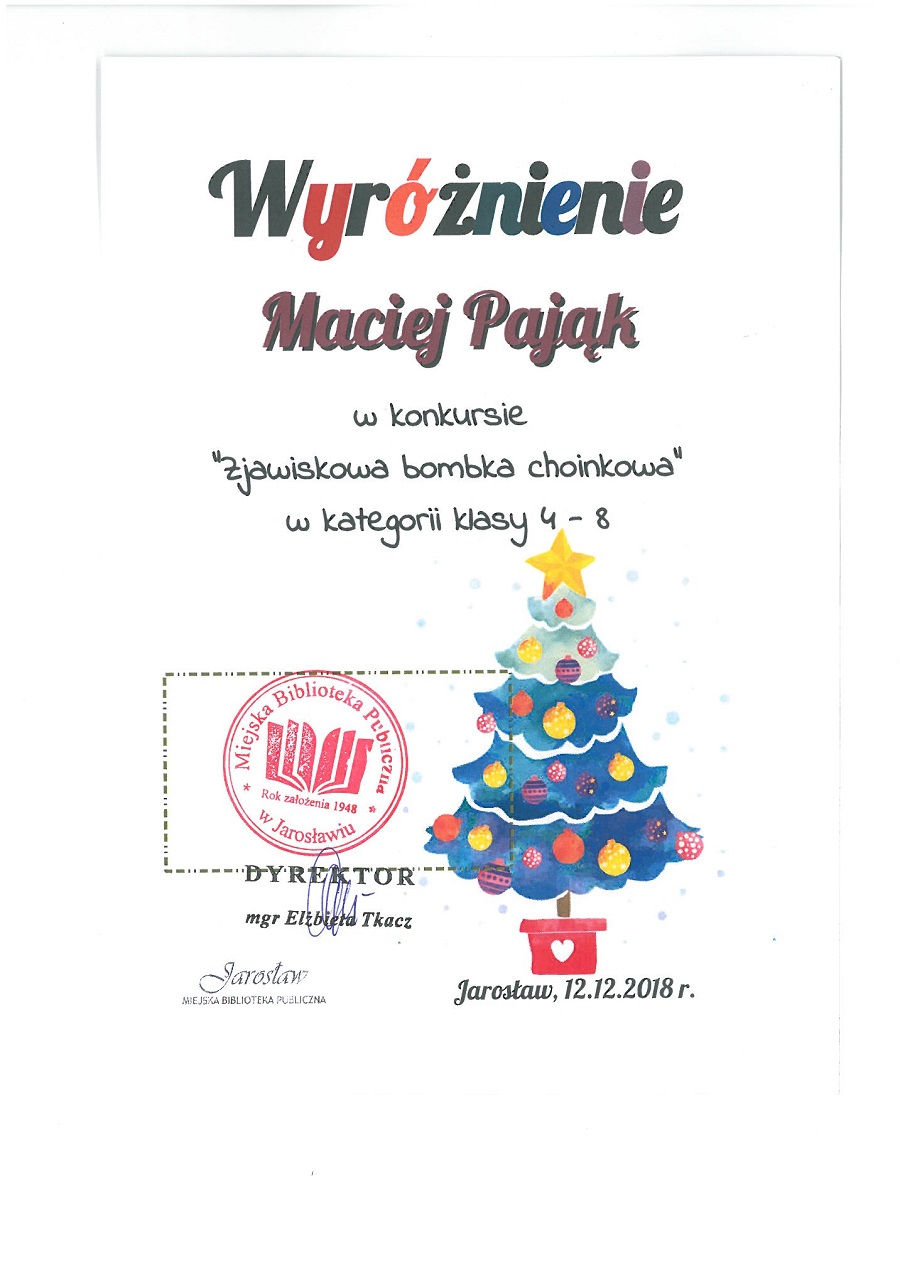 Wyróżnienie
Maciej Pająk
w konkursie
"Zjawiskowa bombka choinkowa"
w kategorii klasy 4 - 8
Miejska Biblioteka Publiczna
Rok założenia 1948
w Jarosławiu
DYREKTOR
mgr Elżbieta Tkacz
Jarosław
MIEJSKA BIBLIOTEKA PUBLICZNA
Jarosław, 12.12.2018 r.